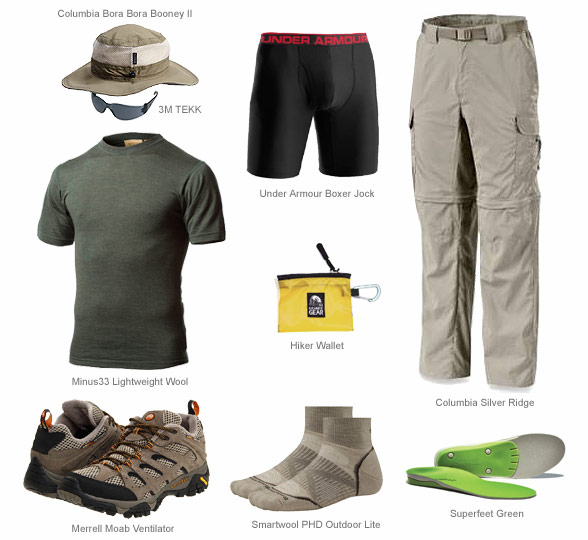 Columbia Bora Bora Booney II
3M TEKK
UNDER ARMOUR
Under Armour Boxer Jock
GEAR
Hiker Wallet
Minus33 Lightweight Wool
Columbia Silver Ridge
Merrell Moab Ventilator
Smartwool PHD Outdoor Lite
Superfeet Green